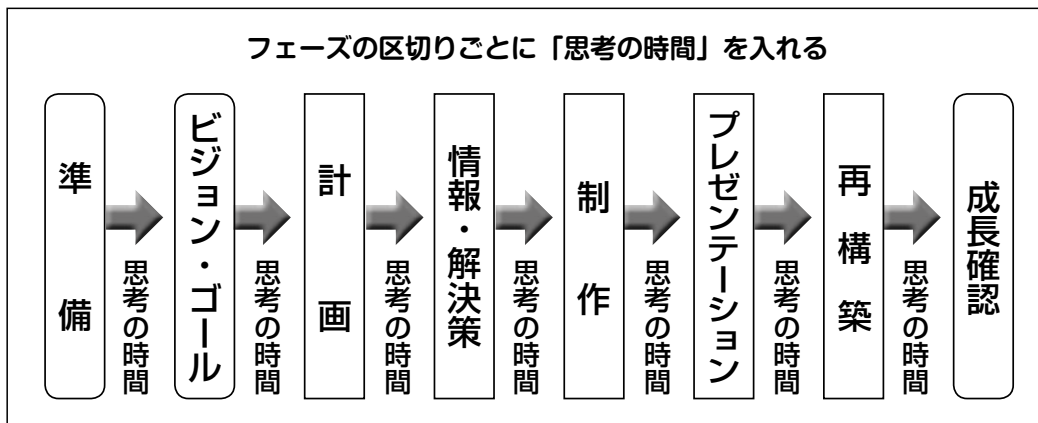 フェーズの区切りごとに「思考の時間」を入れる
準備
思考の時間
ビジョン・ゴール
思考の時間
計画
思考の時間
情報・解決策
思考の時間
制作
思考の時間
プレゼンテーション
思考の時間
再構築
思考の時間
成長確認